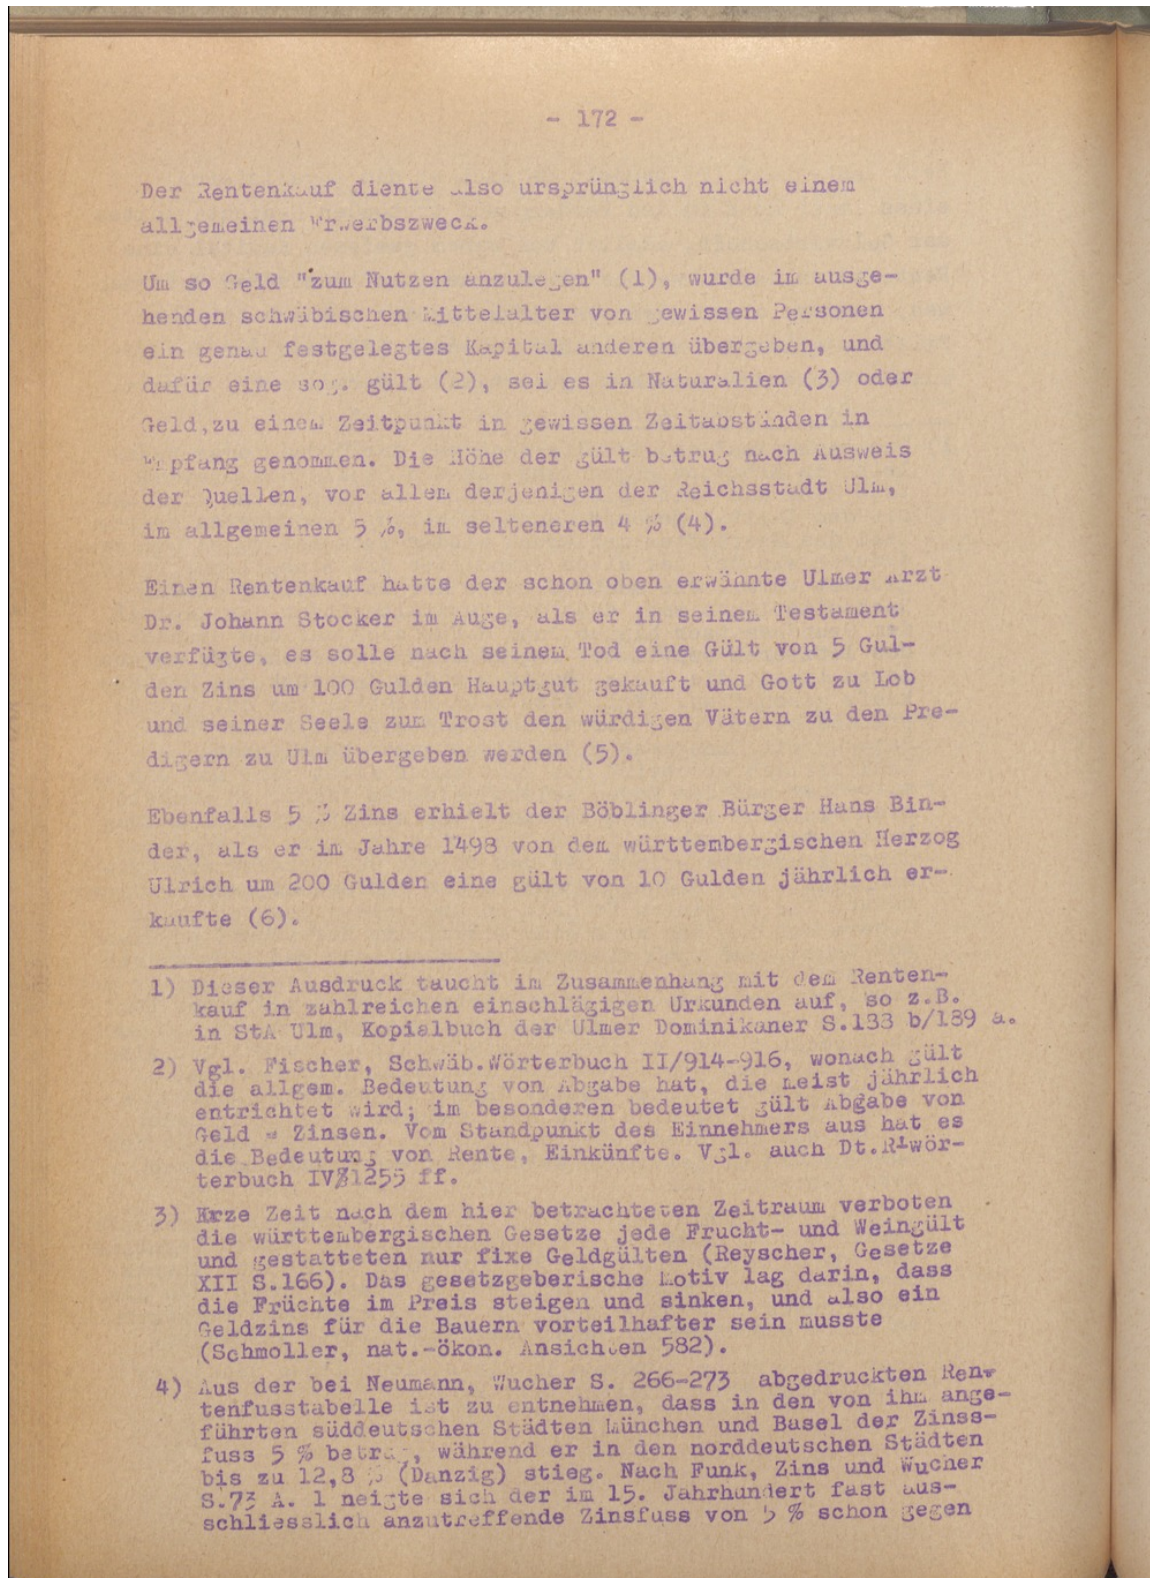 - 172 -
Der Rentenkauf diente also ursprünglich nicht einem
allgemeinen Erwerbszweck.
Um so Geld "zum Nutzen anzulegen" (1), wurde im ausge-
henden schwäbischen Mittelalter von gewissen Personen
ein genau festgelegtes Kapital anderen übergeben, und
dafür eine sog. gült (2), sei es in Naturalien (3) oder
Geld,zu einem Zeitpunkt in gewissen Zeitabständen in
Empfang genommen. Die Höhe der gült betrug nach Ausweis
der Quellen, vor allem derjenigen der Reichsstadt Ulm,
im allgemeinen 5 %, im selteneren 4 % (4).
Einen Rentenkauf hatte der schon oben erwähnte Ulmer Arzt
Dr. Johann Stocker im Auge, als er in seinem Testament
verfügte, es solle nach seinem Tod eine Gült von 5 Gul-
den Zins um 100 Gulden Hauptgut gekauft und Gott zu Lob
und seiner Seele zum Trost den würdigen Vätern zu den Pre-
digern zu Ulm übergeben werden (5).
Ebenfalls 5 % Zins erhielt der Böblinger Bürger Hans Bin-
der, als er im Jahre 1498 von dem württembergischen Herzog
Ulrich um 200 Gulden eine gült von 10 Gulden jährlich er-
kaufte (6).
1) Dieser Ausdruck taucht im Zusammenhang mit dem Renten-
kauf in zahlreichen einschlägigen Urkunden auf, so z.B.
in StA Ulm, Kopialbuch der Ulmer Dominikaner S.133 b/189 a.
2) Vgl. Fischer, Schwäb.Wörterbuch II/914-916, wonach gült
die allgem. Bedeutung von Abgabe hat, die meist jährlich
entrichtet wird; im besonderen bedeutet gült Abgabe von
Geld = Zinsen. Vom Standpunkt des Einnehmers aus hat es
die Bedeutung von Rente, Einkünfte. Vgl. auch Dt.Rwör-
terbuch IV/1255 ff.
3) Krze Zeit nach dem hier betrachteten Zeitraum verboten
die württembergischen Gesetze jede Frucht- und Weingült
und gestatteten nur fixe Geldgülten (Reyscher, Gesetze
XII S.166). Das gesetzgeberische Motiv lag darin, dass
die Früchte im Preis steigen und sinken, und also ein
Geldzins für die Bauern vorteilhafter sein musste
(Schmoller, nat.-ökon. Ansichten 582).
4) Aus der bei Neumann, Wucher S. 266-273 abgedruckten Ren-
tenfusstabelle ist zu entnehmen, dass in den von ihm ange-
führten süddeutschen Städten München und Basel der Zinss-
fuss 5 % betrug, während er in den norddeutschen Städten
bis zu 12,8 % (Danzig) stieg. Nach Funk, Zins und Wucher
S.73 A. 1 neigte sich der im 15. Jahrhundert fast aus-
schliesslich anzutreffende Zinsfuss von 5 % schon gegen